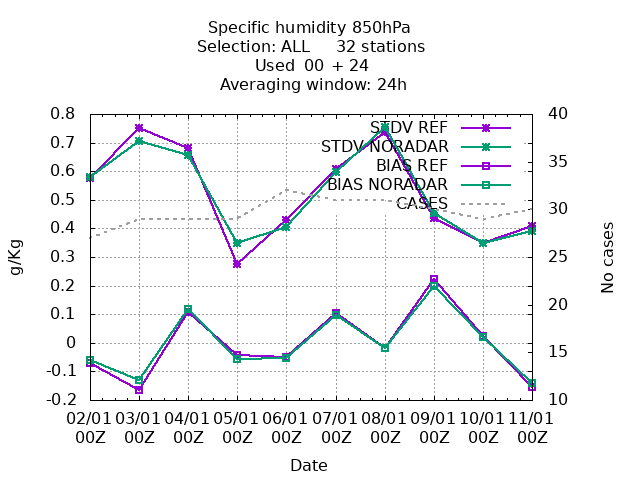 Specific humidity 850hPa
Selection: ALL 32 stations
Used 00 + 24
Averaging window: 24h
STDV REF
STDV NORADAR
BIAS REF
BIAS NORADAR
CASES
g/Kg
0.8
0.7
0.6
0.5
0.4
0.3
0.2
0.1
0
-0.1
-0.2
No cases
40
35
30
25
20
15
10
02/01 03/01 04/01 05/01 06/01 07/01 08/01 09/01 10/01 11/01
00Z 00Z 00Z 00Z 00Z 00Z 00Z 00Z 00Z 00Z
Date